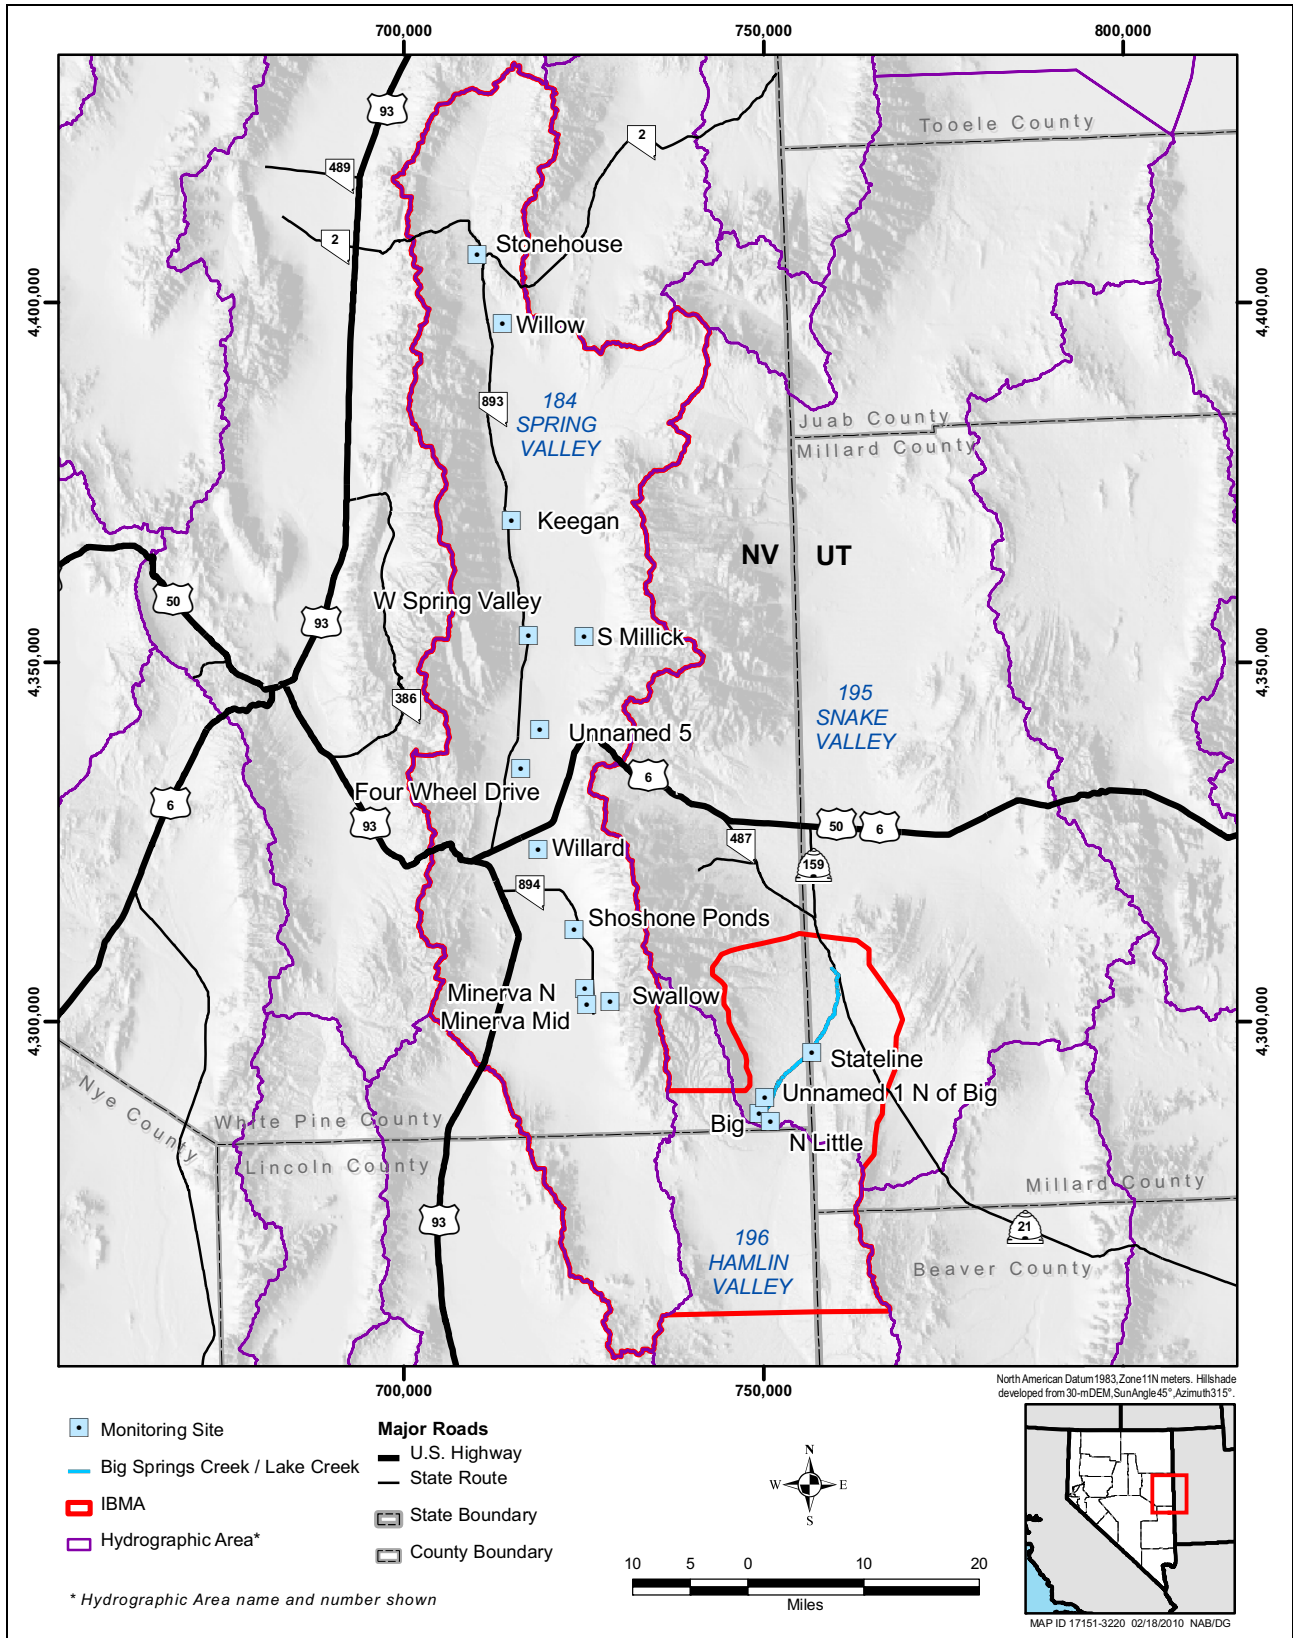 700,000
750,000
800,000
93
Tooele County
2
489
2
Stonehouse
4,400,000
4,400,000
Willow
893
184
SPRING
VALLEY
Juab County
Millard County
Keegan
NV
UT
50
93
W Spring Valley
S Millick
4,350,000
4,350,000
386
195
SNAKE
VALLEY
Unnamed 5
6
Four Wheel Drive
6
93
50
6
487
159
Willard
894
Shoshone Ponds
Minerva N
Swallow
Minerva Mid
4,300,000
4,300,000
Stateline
Unnamed 1 N of Big
Big
N Little
Nye County
White Pine County
Lincoln County
Millard County
93
21
196
HAMLIN
VALLEY
Beaver County
700,000
750,000
North American Datum 1983, Zone 11N meters. Hillshade
developed from 30-m DEM, Sun Angle 45°, Azimuth 315°.
Monitoring Site
Big Springs Creek / Lake Creek
IBMA
Hydrographic Area*
Major Roads
U.S. Highway
State Route
State Boundary
County Boundary
N
W
E
S
10 5 0 10 20
Miles
* Hydrographic Area name and number shown
MAP ID 17151-3220 02/18/2010 NAB/DG